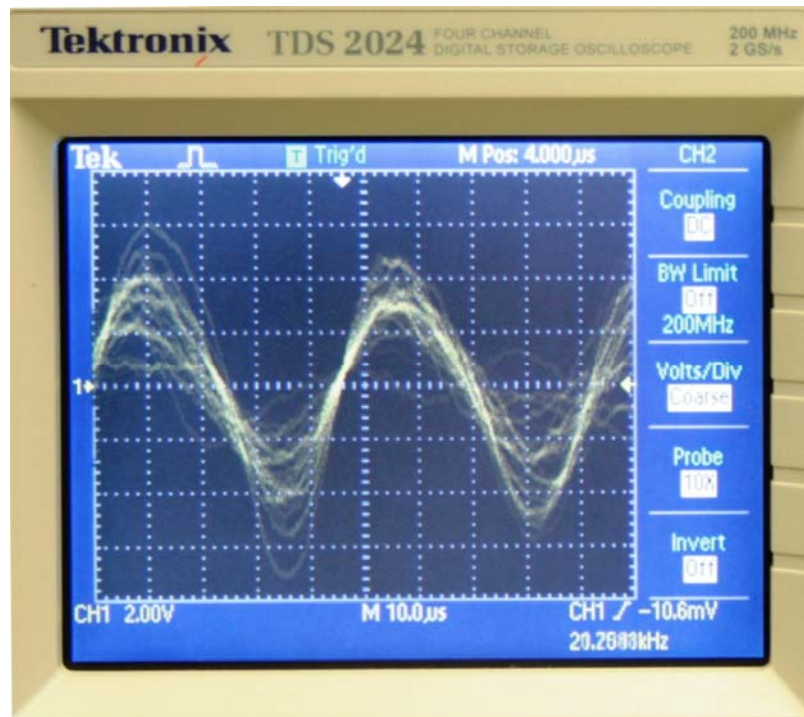 Tektronix TDS 2024 FOUR CHANNEL DIGITAL STORAGE OSCILLOSCOPE 200 MHz 2 GS/s
Tek T Trig'd M Pos: 4.000µs CH2
Coupling
DC
BW Limit
Off
200MHz
Volts/Div
Coarse
1
Probe
10X
Invert
Off
CH1 2.00V M 10.0µs CH1 -10.6mV